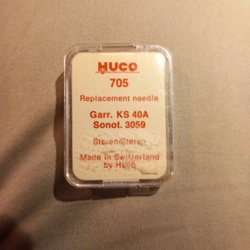 HUCO
705
Replacement needle
Garr. KS 40A
Sonot. 3059
Stereo/Stereo
Made in Switzerland
by Huco